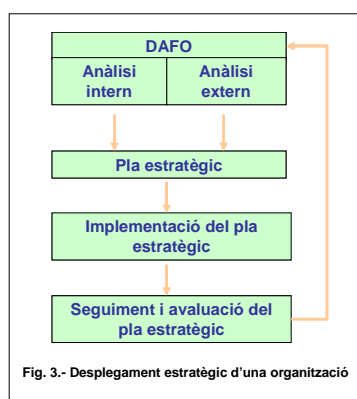 DAFO
Anàlisi
intern
Anàlisi
extern
Pla estratègic
Implementació del pla
estratègic
Seguiment i avaluació del
pla estratègic
Fig. 3.- Desplegament estratègic d'una organització